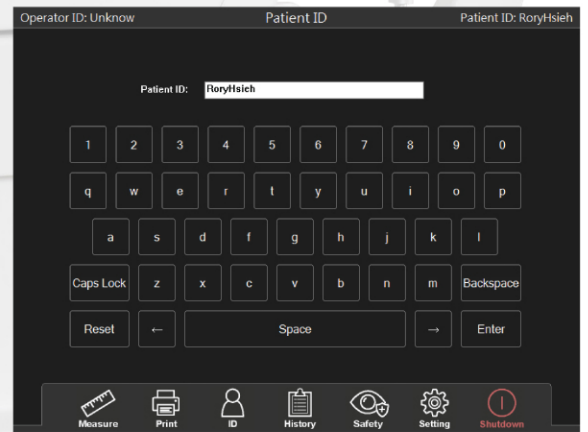 Operator ID: Unknow Patient ID Patient ID: RoryHsieh
Patient ID: RoryHsieh
1 2 3 4 5 6 7 8 9 0
q w e r t y u i o p
a s d f g h j k l
Caps Lock z x c v b n m Backspace
Reset ← Space → Enter
Measure Print ID History Safety Setting Shutdown